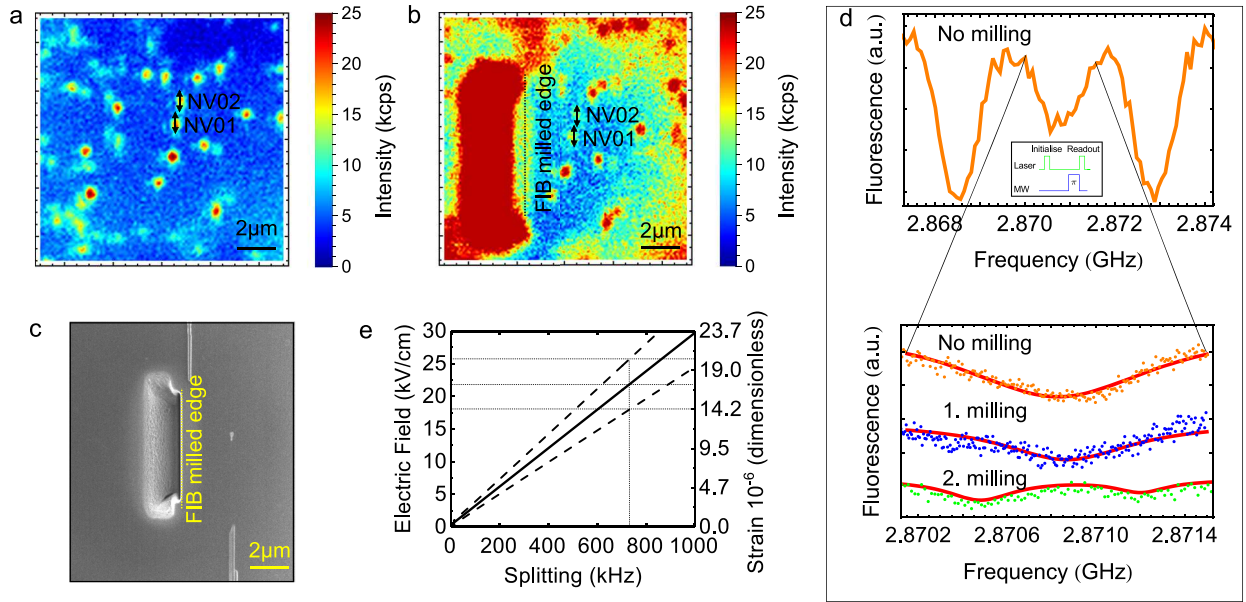 a
25
20
15
10
5
0
Intensity (kcps)
NV02
NV01
2μm
b
25
20
15
10
5
0
Intensity (kcps)
FIB milled edge
NV02
NV01
2μm
c
FIB milled edge
2μm
e
30
25
20
15
10
5
0
Electric Field (kV/cm)
23.7
19.0
14.2
9.5
4.7
0.0
Strain 10-6 (dimensionless)
0 200 400 600 800 1000
Splitting (kHz)
d
No milling
Fluorescence (a.u.)
Initialise Readout
Laser
MW
π
2.868 2.870 2.872 2.874
Frequency (GHz)
No milling
1. milling
2. milling
Fluorescence (a.u.)
2.8702 2.8706 2.8710 2.8714
Frequency (GHz)